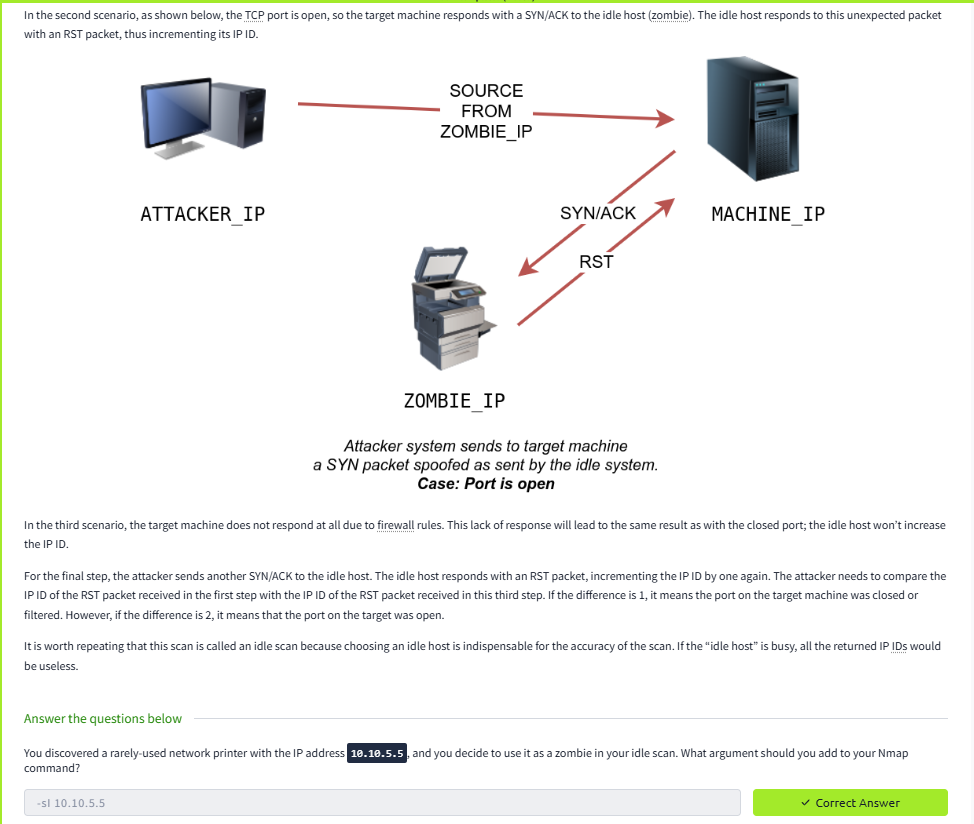 In the second scenario, as shown below, the TCP port is open, so the target machine responds with a SYN/ACK to the idle host (zombie). The idle host responds to this unexpected packet
with an RST packet, thus incrementing its IP ID.
SOURCE
FROM
ZOMBIE_IP
ATTACKER_IP
SYN/ACK
MACHINE_IP
RST
ZOMBIE_IP
Attacker system sends to target machine
a SYN packet spoofed as sent by the idle system.
Case: Port is open
In the third scenario, the target machine does not respond at all due to firewall rules. This lack of response will lead to the same result as with the closed port; the idle host won't increase
the IP ID.
For the final step, the attacker sends another SYN/ACK to the idle host. The idle host responds with an RST packet, incrementing the IP ID by one again. The attacker needs to compare the
IP ID of the RST packet received in the first step with the IP ID of the RST packet received in this third step. If the difference is 1, it means the port on the target machine was closed or
filtered. However, if the difference is 2, it means that the port on the target was open.
It is worth repeating that this scan is called an idle scan because choosing an idle host is indispensable for the accuracy of the scan. If the “idle host” is busy, all the returned IP IDs would
be useless.
Answer the questions below
You discovered a rarely-used network printer with the IP address 10.10.5.5, and you decide to use it as a zombie in your idle scan. What argument should you add to your Nmap
command?
-sI 10.10.5.5
✓ Correct Answer